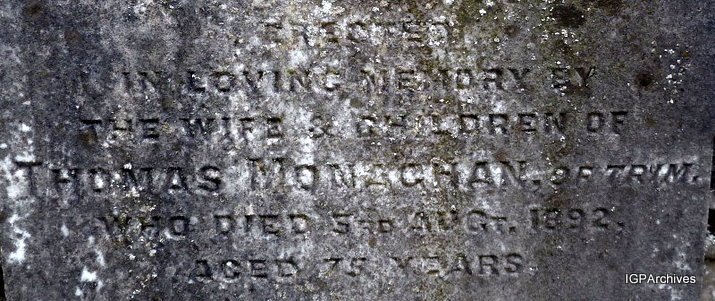 ERECTED
IN LOVING MEMORY BY
THE WIFE & CHILDREN OF
THOMAS MONAGHAN, OF TRIM.
WHO DIED 3RD AUGT. 1892.
AGED 75 YEARS
IGPArchives